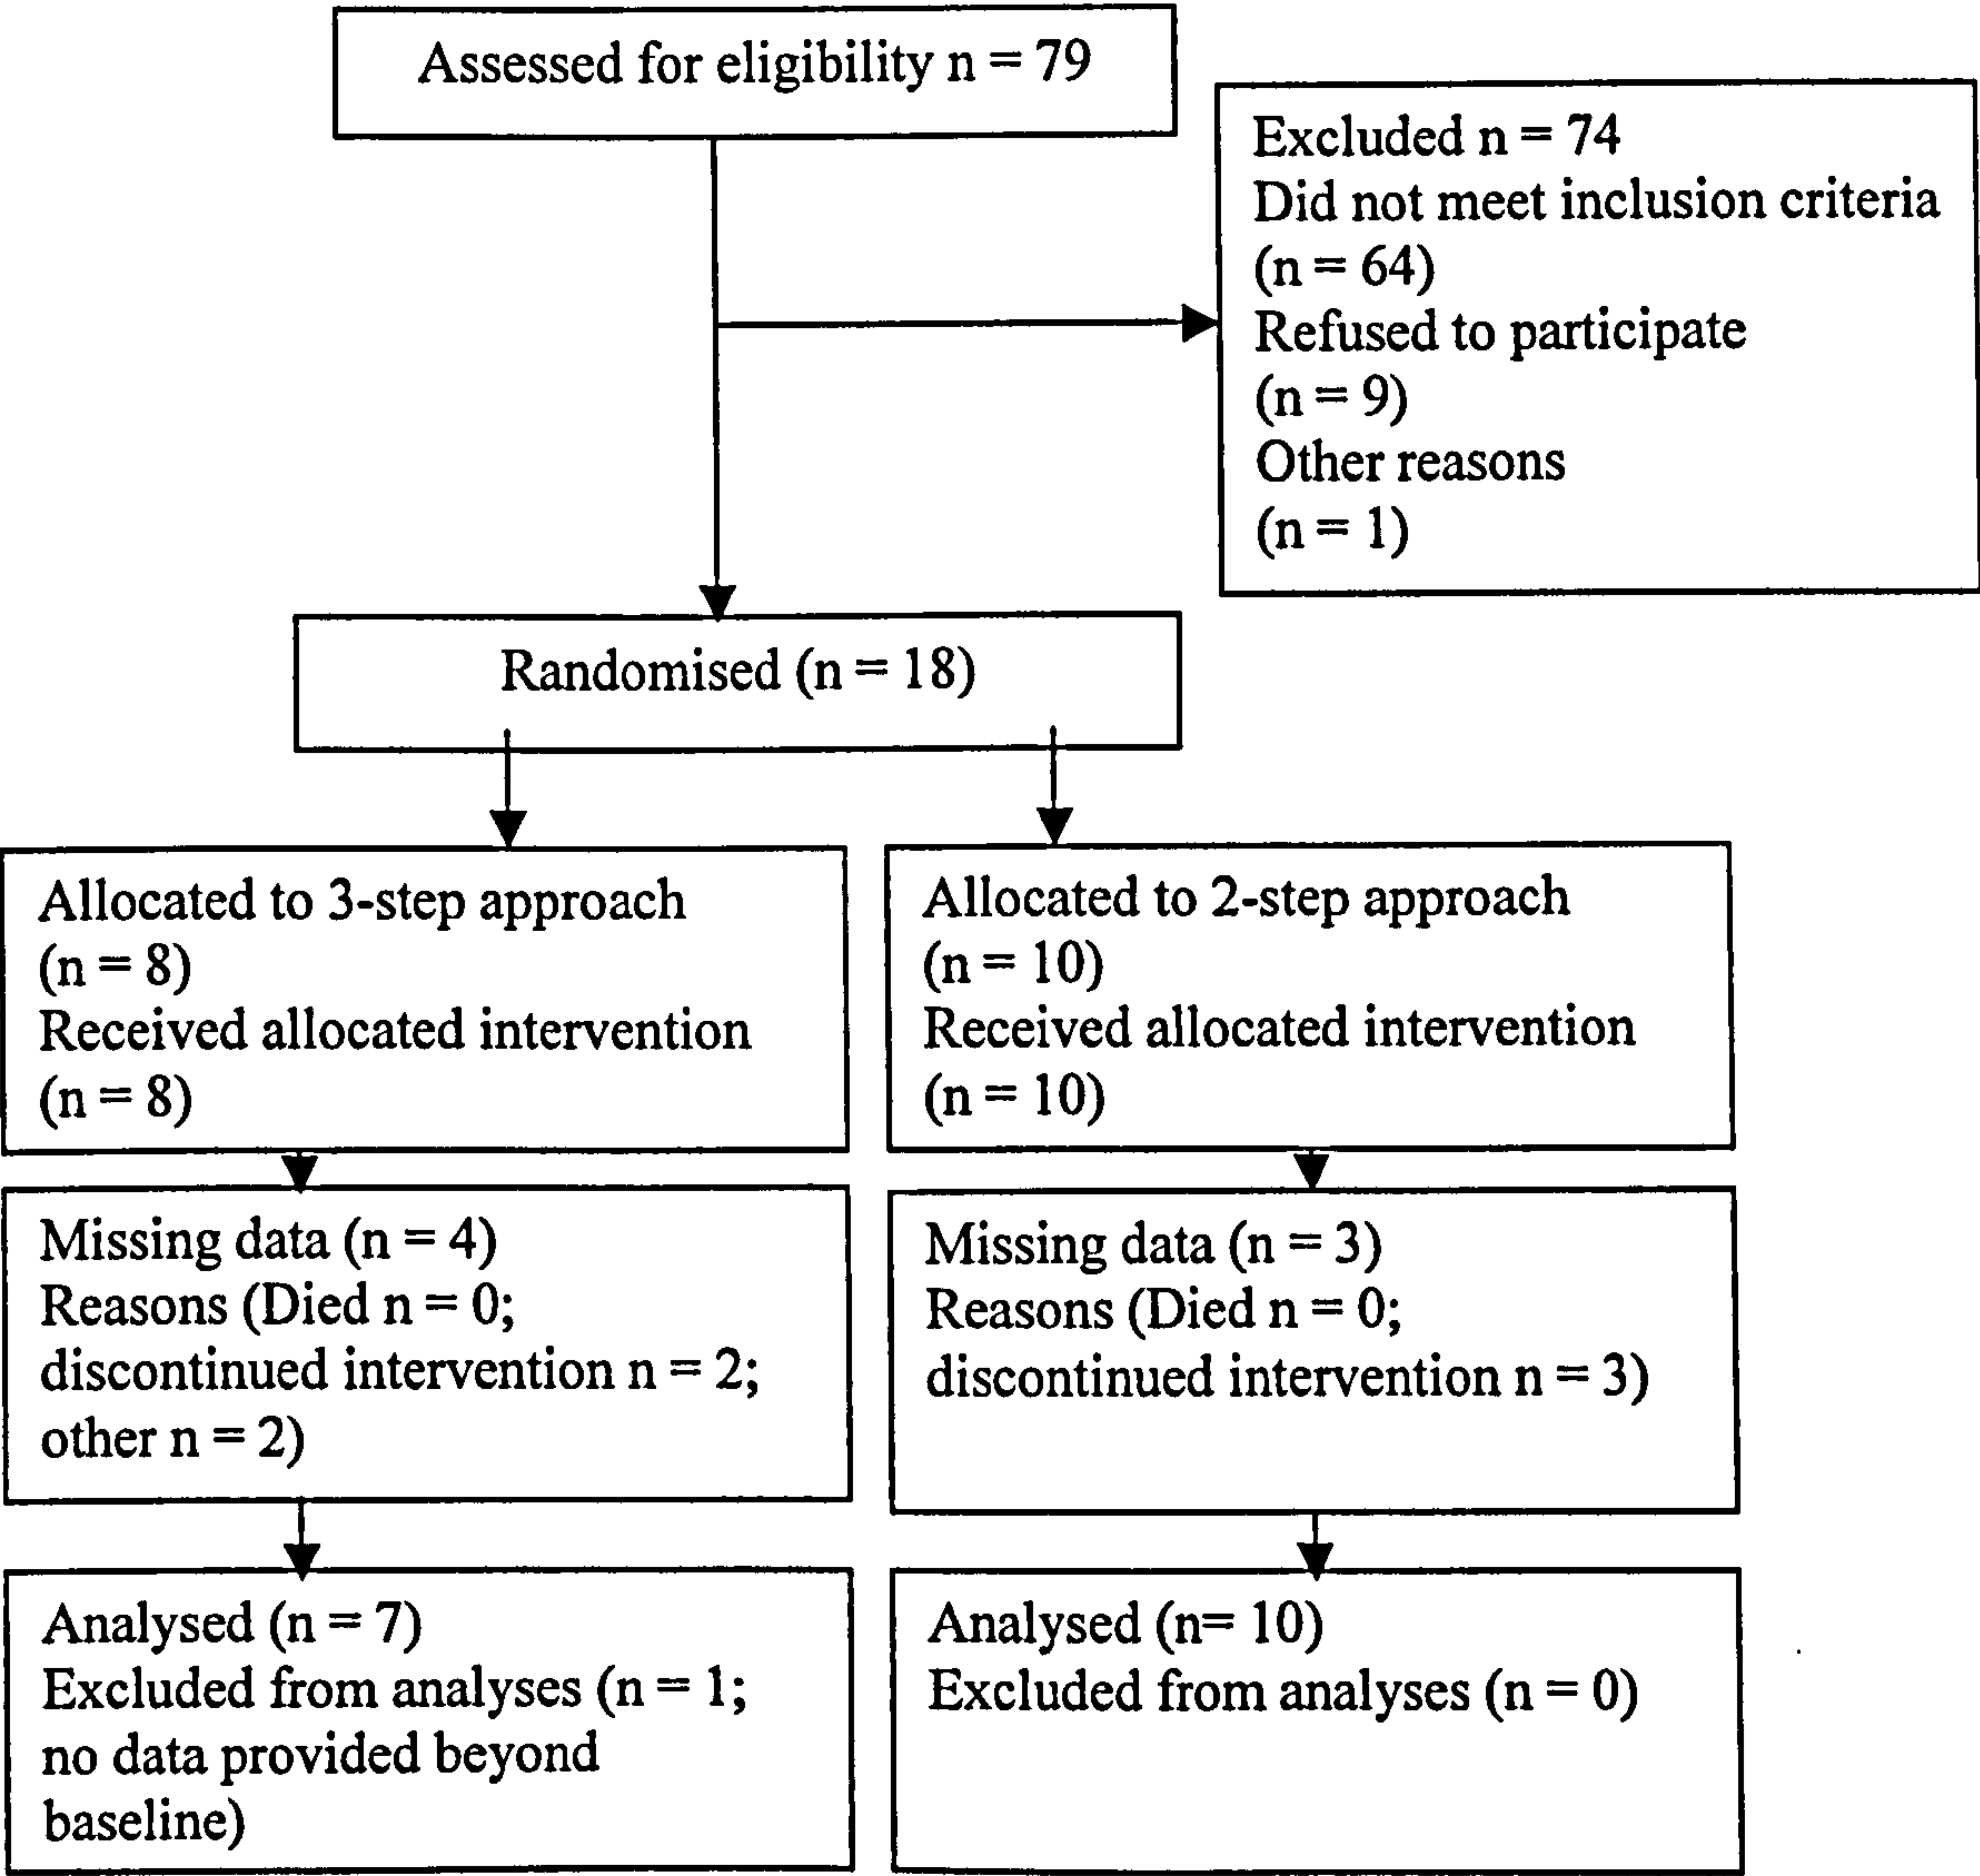 Assessed for eligibility n = 79
Excluded n = 74
Did not meet inclusion criteria
(n = 64)
Refused to participate
(n = 9)
Other reasons
(n = 1)
Randomised (n = 18)
Allocated to 3-step approach
(n = 8)
Received allocated intervention
(n = 8)
Allocated to 2-step approach
(n = 10)
Received allocated intervention
(n = 10)
Missing data (n = 4)
Reasons (Died n = 0;
discontinued intervention n = 2;
other n = 2)
Missing data (n = 3)
Reasons (Died n = 0;
discontinued intervention n = 3)
Analysed (n = 7)
Excluded from analyses (n = 1;
no data provided beyond
baseline)
Analysed (n= 10)
Excluded from analyses (n = 0)